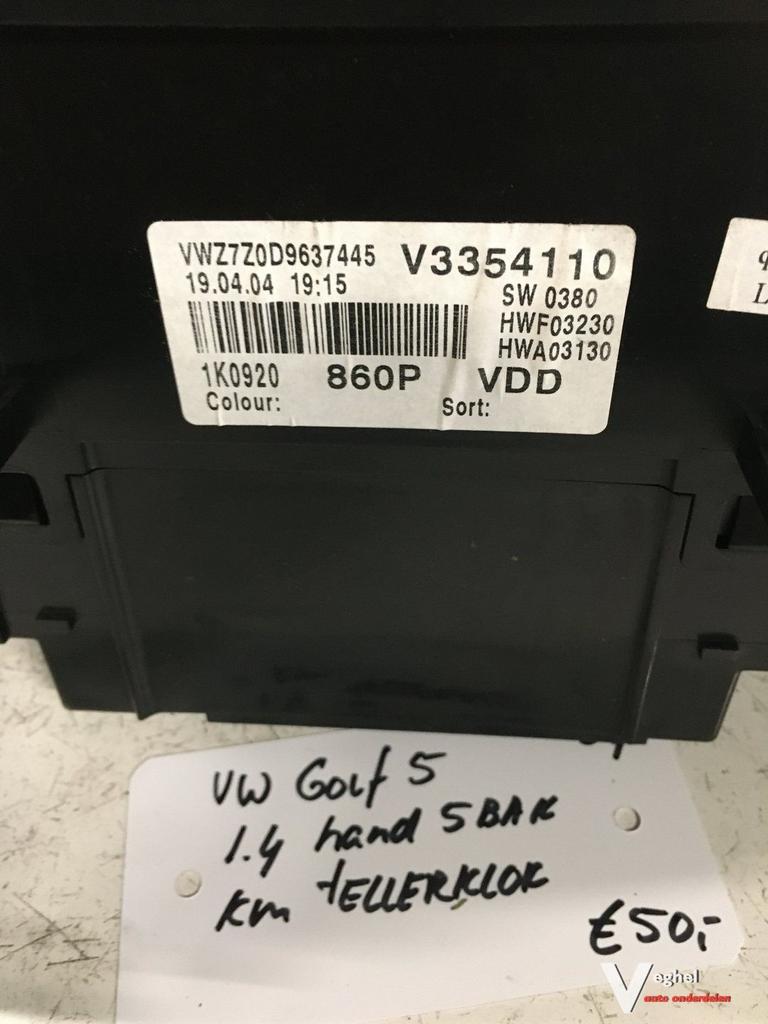 VWZ7Z0D9637445 V3354110
19.04.04 19:15 SW 0380
HWF03230
HWA03130
1K0920 860P VDD
Colour: Sort:
VW Golf 5
1.4 hand 5BAK
km tELLERKLOK
€50,-
Veghel
auto onderdelen